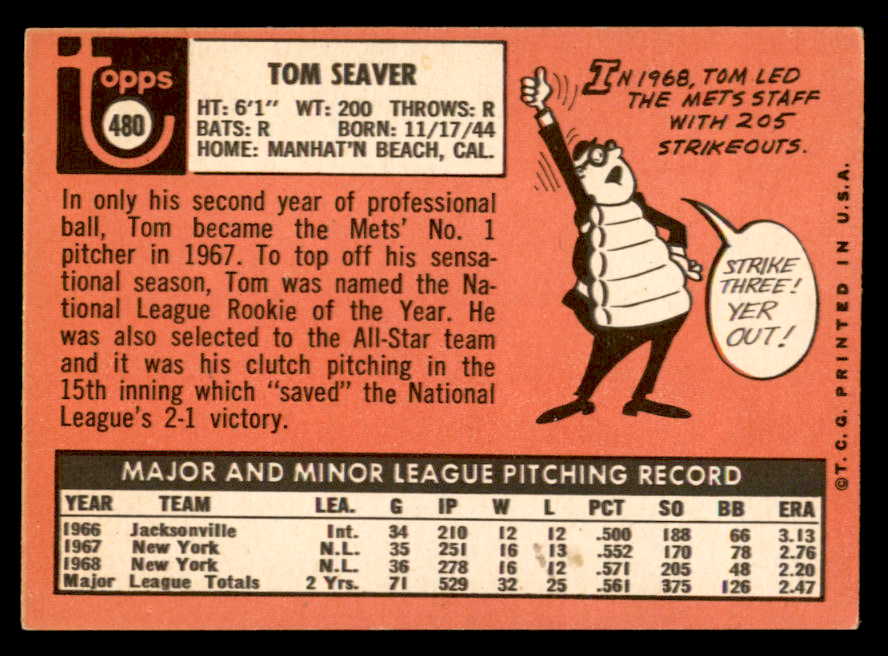 topps
480
TOM SEAVER
HT: 6'1" WT: 200 THROWS: R
BATS: R BORN: 11/17/44
HOME: MANHAT'N BEACH, CAL.
In only his second year of professional
ball, Tom became the Mets' No. 1
pitcher in 1967. To top off his sensa-
tional season, Tom was named the Na-
tional League Rookie of the Year. He
was also selected to the All-Star team
and it was his clutch pitching in the
15th inning which "saved" the National
League's 2-1 victory.
IN 1968, TOM LED
THE METS STAFF
WITH 205
STRIKEOUTS.
STRIKE
THREE!
YER
OUT!
©T.C.G. PRINTED IN U.S.A.
MAJOR AND MINOR LEAGUE PITCHING RECORD
YEAR TEAM LEA. G IP W L PCT SO BB ERA
1966 Jacksonville Int. 34 210 12 12 .500 188 66 3.13
1967 New York N.L. 35 251 16 13 .552 170 78 2.76
1968 New York N.L. 36 278 16 12 .571 205 48 2.20
Major League Totals 2 Yrs. 71 529 32 25 .561 375 126 2.47